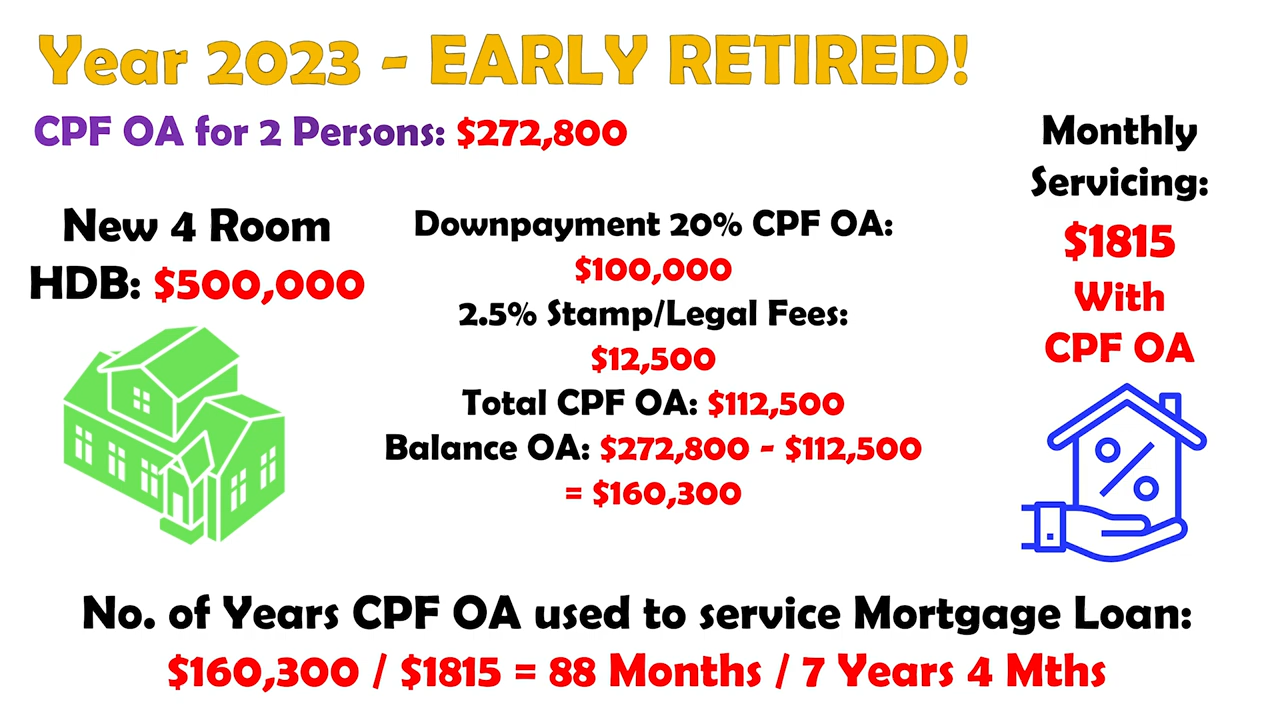 Year 2023 - EARLY RETIRED!
CPF OA for 2 Persons: $272,800
New 4 Room
HDB: $500,000
Downpayment 20% CPF OA:
$100,000
2.5% Stamp/Legal Fees:
$12,500
Total CPF OA: $112,500
Balance OA: $272,800 - $112,500
= $160,300
Monthly
Servicing:
$1815
With
CPF OA
%
No. of Years CPF OA used to service Mortgage Loan:
$160,300 / $1815 = 88 Months / 7 Years 4 Mths